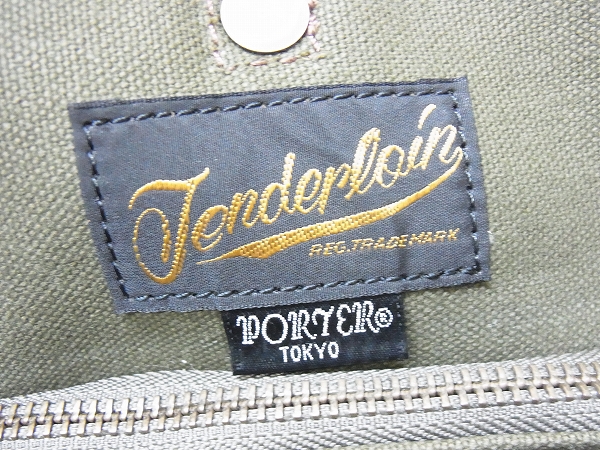 Tenderloin
REG. TRADEMARK
PORTER®
TOKYO